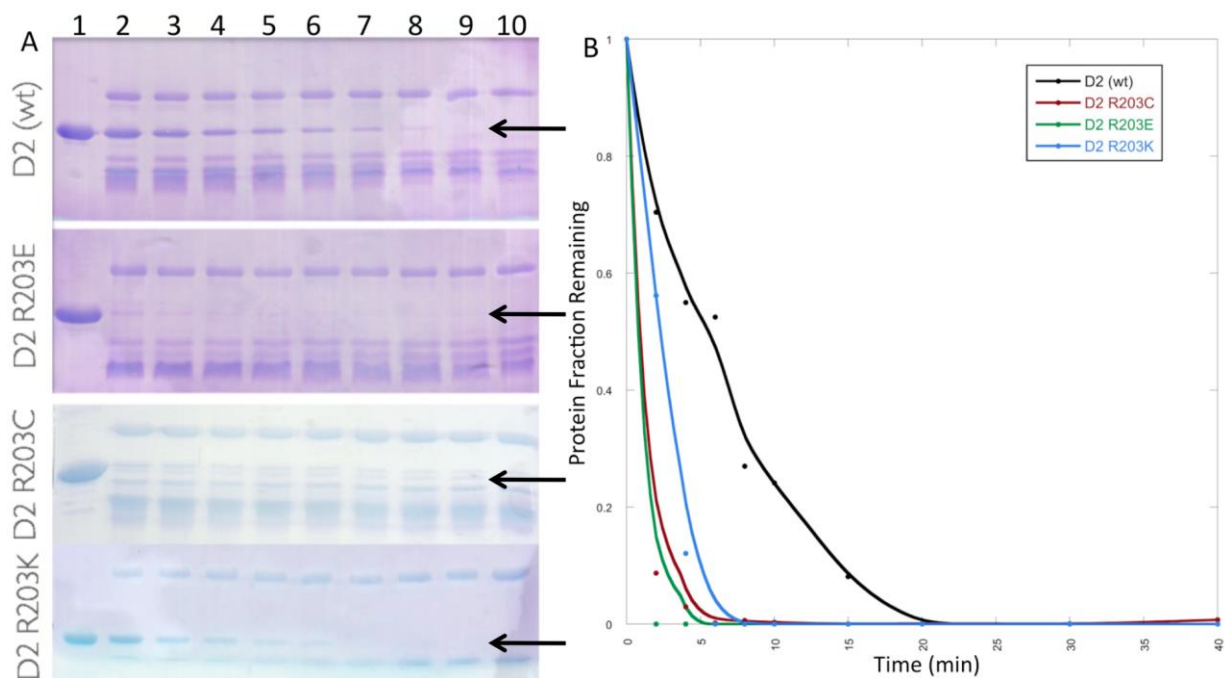 A
1 2 3 4 5 6 7 8 9 10
D2 (wt)
D2 R203E
D2 R203C
D2 R203K
B
Protein Fraction Remaining
1
0.8
0.6
0.4
0.2
0
D2 (wt)
D2 R203C
D2 R203E
D2 R203K
0 5 10 15 20 25 30 35 40
Time (min)